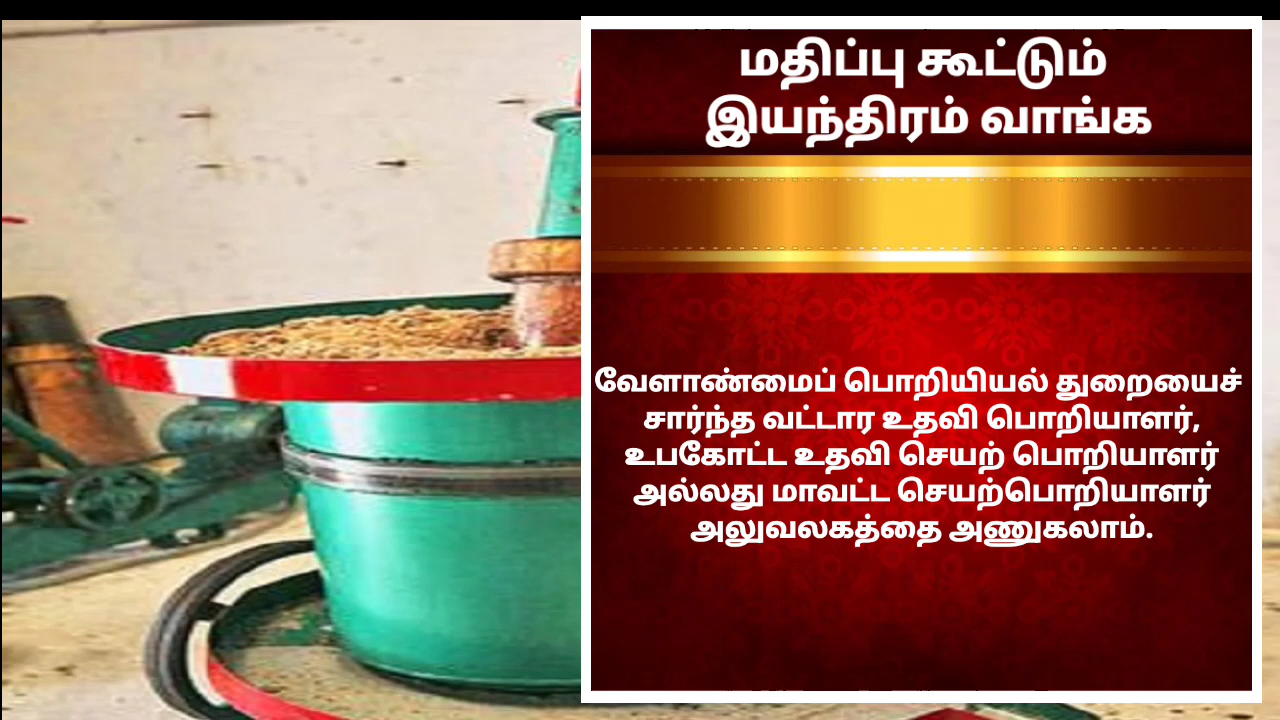 மதிப்பு கூட்டும்
இயந்திரம் வாங்க
வேளாண்மைப் பொறியியல் துறையைச்
சார்ந்த வட்டார உதவி பொறியாளர்,
உபகோட்ட உதவி செயற் பொறியாளர்
அல்லது மாவட்ட செயற்பொறியாளர்
அலுவலகத்தை அணுகலாம்.